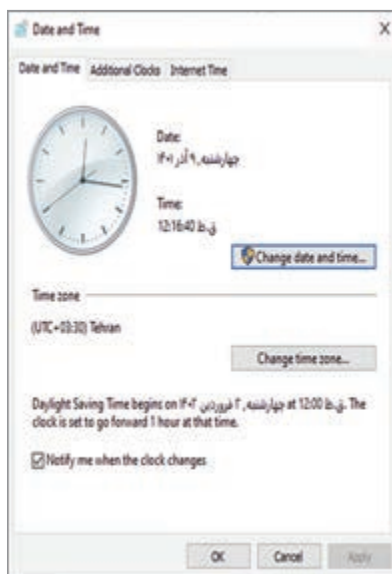 Date and Time
Date and Time Additional Clocks Internet Time
Date:
چهارشنبه, ۹ آذر ۱۴۰۱
Time:
12:16:40 ق.ظ
Change date and time...
Time zone
(UTC+03:30) Tehran
Change time zone...
Daylight Saving Time begins on چهارشنبه, ۲ فروردین ۱۴۰۲ at 12:00 ق.ظ. The
clock is set to go forward 1 hour at that time.
Notify me when the clock changes
OK Cancel Apply